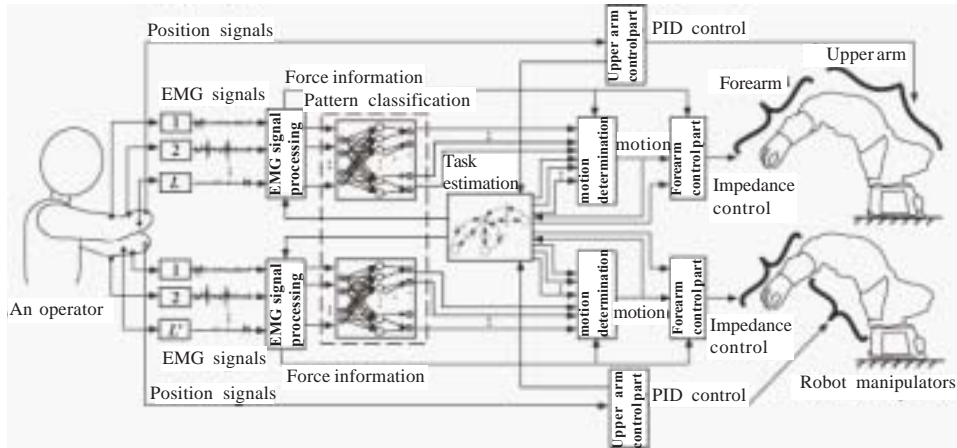 Position signals
Upper arm
control part
PID control
Upper arm
Forearm
EMG signals
Force information
Pattern classification
1
2
L
EMG signal
processing
Task
estimation
motion
determination
motion
Forearm
control part
Impedance
control
An operator
1
2
L'
EMG signals
EMG signal
processing
Force information
Position signals
motion
determination
motion
Forearm
control part
Impedance
control
Upper arm
control part
PID control
Robot manipulators